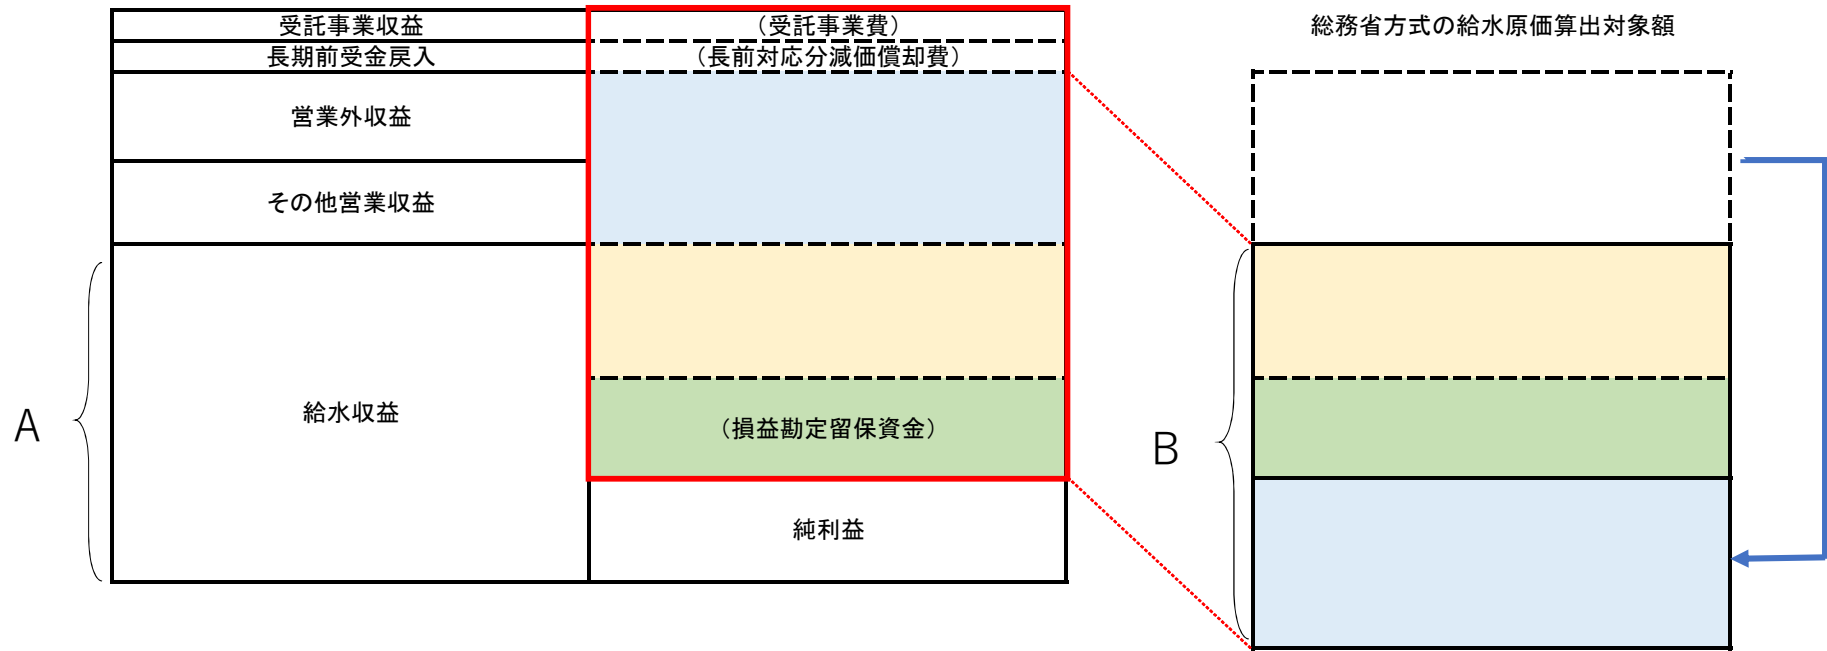 受託事業収益
（受託事業費）
総務省方式の給水原価算出対象額
長期前受金戻入
（長前対応分減価償却費）
営業外収益
その他営業収益
給水収益
A
（損益勘定留保資金）
B
純利益